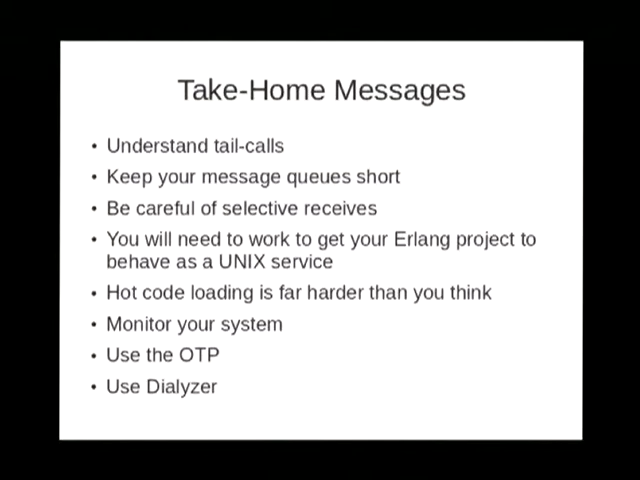 Take-Home Messages
• Understand tail-calls
• Keep your message queues short
• Be careful of selective receives
• You will need to work to get your Erlang project to
behave as a UNIX service
• Hot code loading is far harder than you think
• Monitor your system
• Use the OTP
• Use Dialyzer